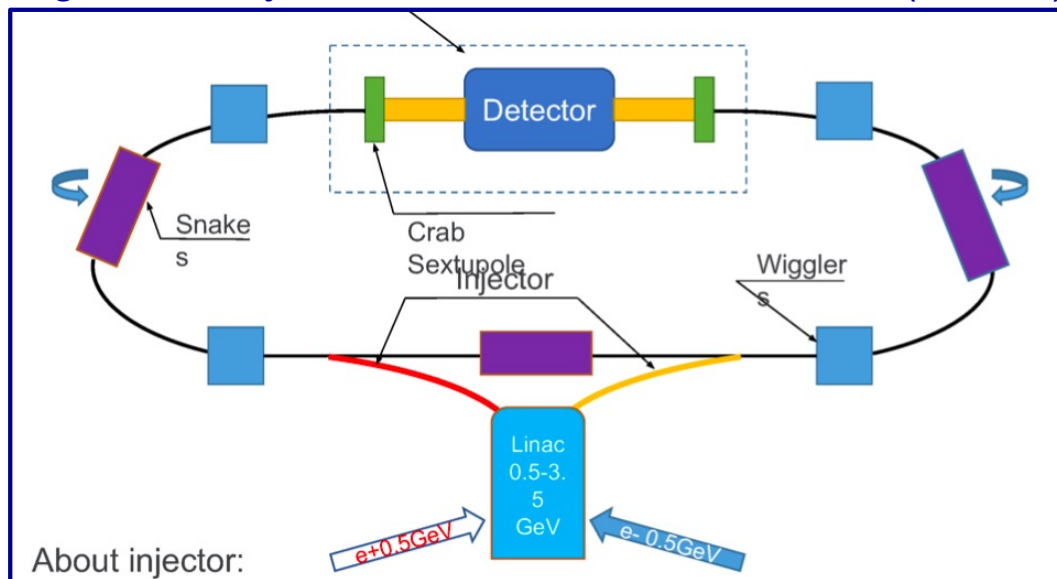 Detector
Snake
s
Crab
Sextupole
Injector
Wiggler
s
Linac
0.5-3.
5
GeV
e+0.5GeV
e- 0.5GeV
About injector: